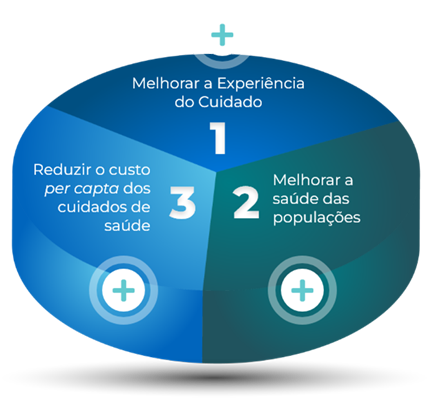 Melhorar a Experiência
do Cuidado
1
Reduzir o custo
per capta dos
cuidados de
saúde
3
2
Melhorar a
saúde das
populações